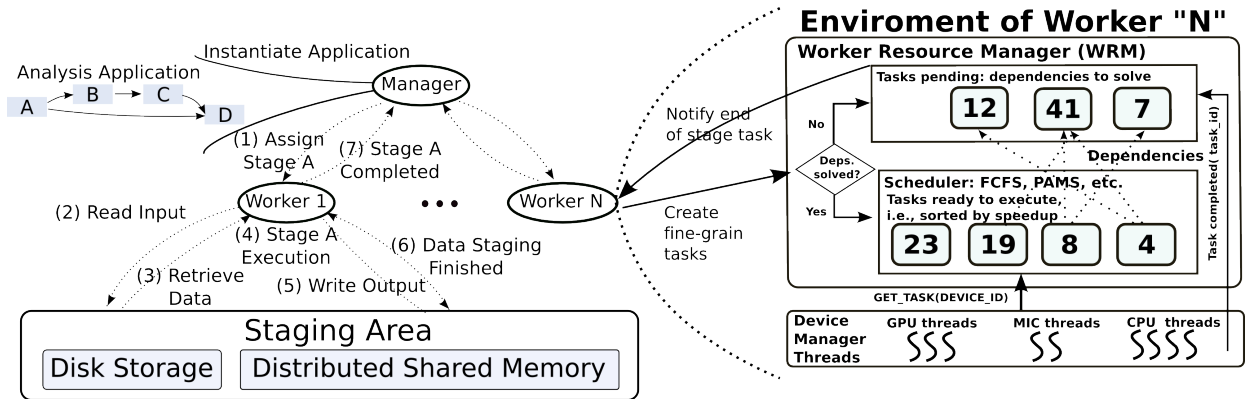 Instantiate Application
Analysis Application
A
B
C
D
Manager
(1) Assign
Stage A
(7) Stage A
Completed
Worker 1
Worker N
(2) Read Input
(3) Retrieve
Data
(4) Stage A
Execution
(5) Write Output
(6) Data Staging
Finished
Staging Area
Disk Storage
Distributed Shared Memory
Notify end
of stage task
Create
fine-grain
tasks
Enviroment of Worker "N"
Worker Resource Manager (WRM)
Tasks pending: dependencies to solve
12
41
7
No
Deps.
solved?
Yes
Dependencies
Scheduler: FCFS, PAMS, etc.
Tasks ready to execute,
i.e., sorted by speedup
23
19
8
4
Task completed( task_id)
GET_TASK(DEVICE_ID)
Device
Manager
Threads
GPU threads
MIC threads
CPU threads